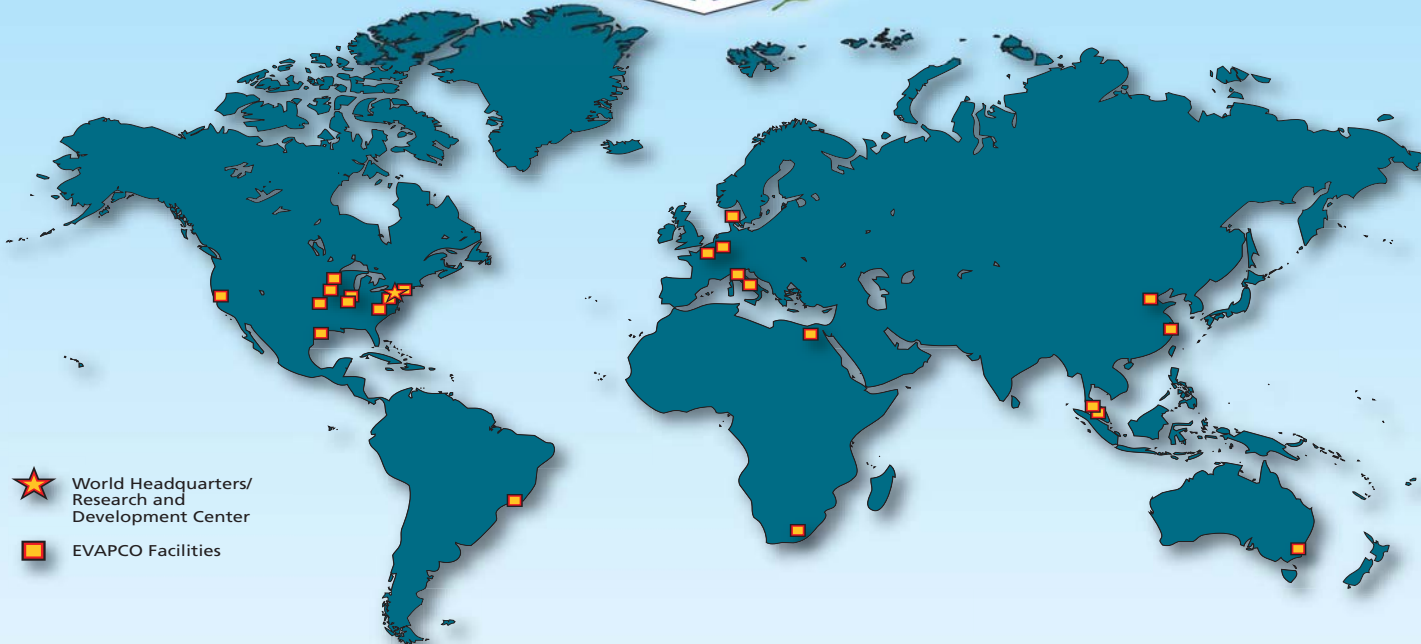 World Headquarters/
Research and
Development Center
EVAPCO Facilities